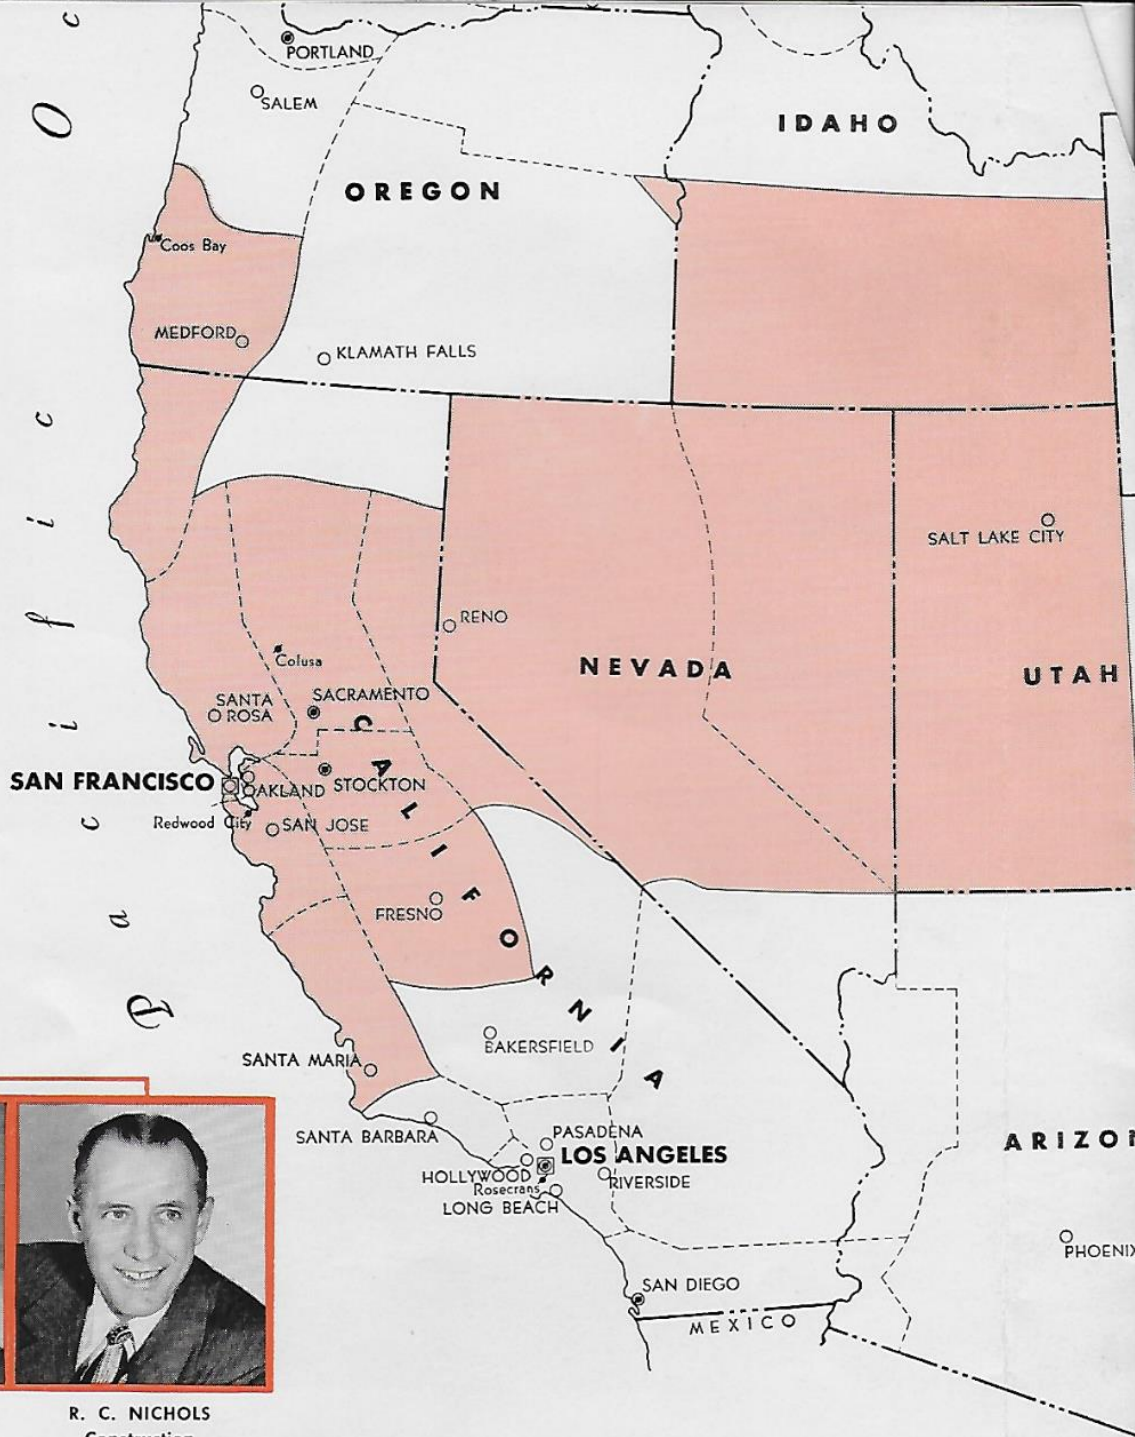 PORTLAND
SALEM
IDAHO
OREGON
Coos Bay
MEDFORD
KLAMATH FALLS
SALT LAKE CITY
RENO
NEVADA
UTAH
Colusa
SANTA
ROSA
SACRAMENTO
SAN FRANCISCO
OAKLAND
STOCKTON
Redwood City
SAN JOSE
FRESNO
CALIFORNIA
Pacific O c
BAKERSFIELD
SANTA MARIA
SANTA BARBARA
PASADENA
LOS ANGELES
HOLLYWOOD
Rosecrans
RIVERSIDE
LONG BEACH
ARIZO
PHOENIX
SAN DIEGO
MEXICO
R. C. NICHOLS
Construction